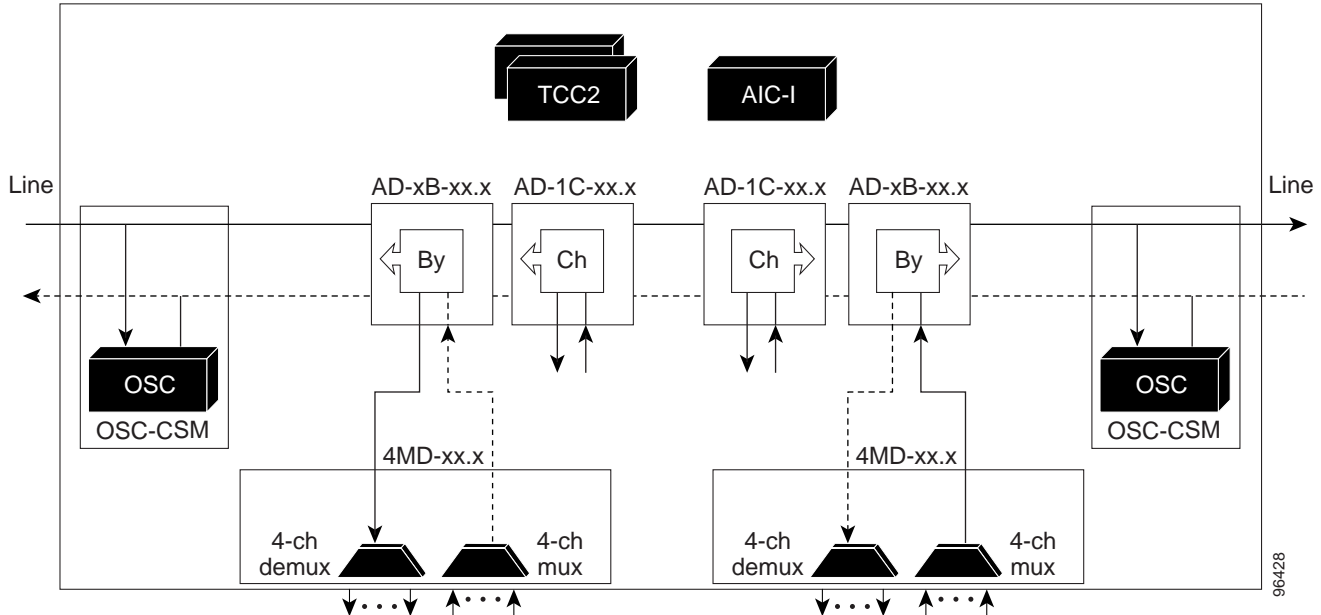 TCC2
AIC-I
Line
AD-xB-xx.x
AD-1C-xx.x
AD-1C-xx.x
AD-xB-xx.x
Line
By
Ch
Ch
By
OSC
OSC-CSM
OSC
OSC-CSM
4MD-xx.x
4MD-xx.x
4-ch
demux
4-ch
mux
4-ch
demux
4-ch
mux
96428